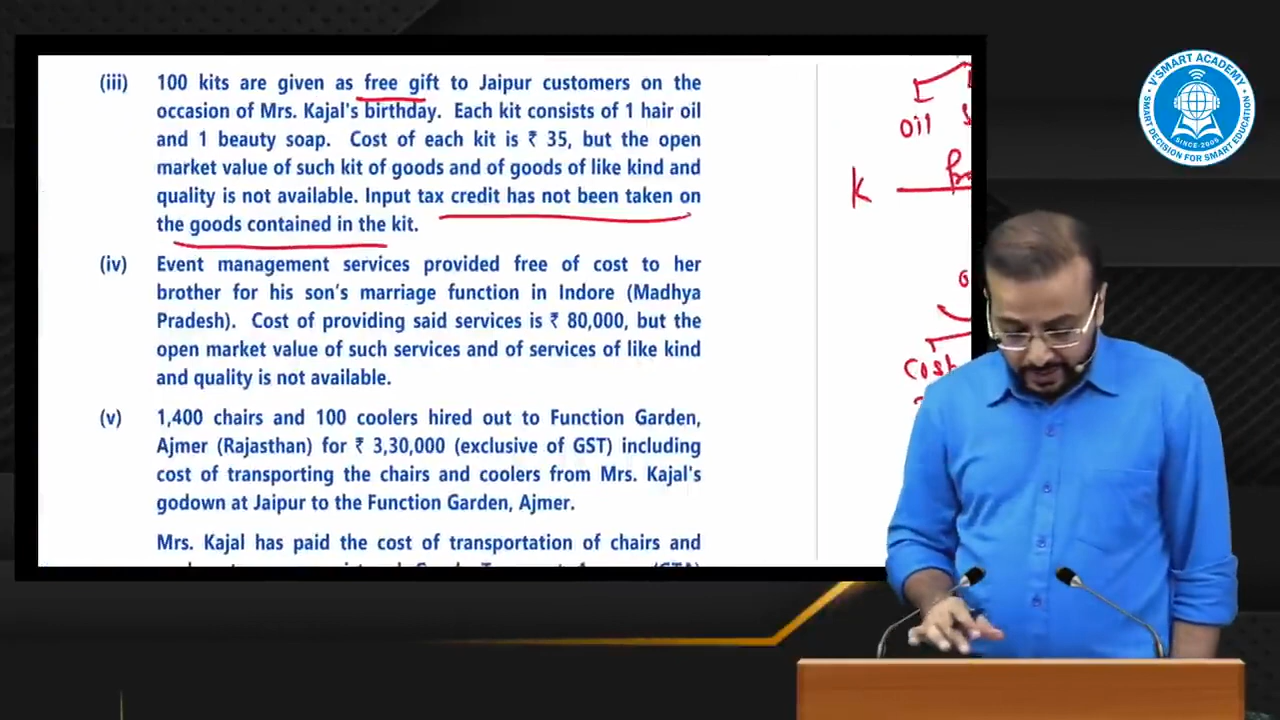 (iii) 100 kits are given as free gift to Jaipur customers on the
occasion of Mrs. Kajal's birthday. Each kit consists of 1 hair oil
and 1 beauty soap. Cost of each kit is ₹ 35, but the open
market value of such kit of goods and of goods of like kind and
quality is not available. Input tax credit has not been taken on
the goods contained in the kit.
(iv) Event management services provided free of cost to her
brother for his son's marriage function in Indore (Madhya
Pradesh). Cost of providing said services is ₹ 80,000, but the
open market value of such services and of services of like kind
and quality is not available.
(v) 1,400 chairs and 100 coolers hired out to Function Garden,
Ajmer (Rajasthan) for ₹ 3,30,000 (exclusive of GST) including
cost of transporting the chairs and coolers from Mrs. Kajal's
godown at Jaipur to the Function Garden, Ajmer.
Mrs. Kajal has paid the cost of transportation of chairs and
oil
K
Cost
V'SMART ACADEMY
SMART DECISION FOR SMART EDUCATION
SINCE-2009